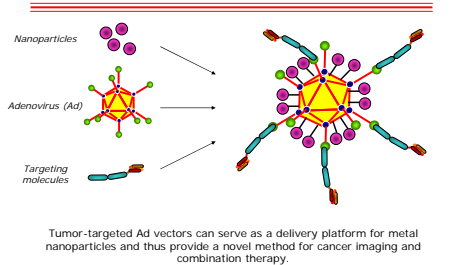 Nanoparticles
Adenovirus (Ad)
Targeting
molecules
Tumor-targeted Ad vectors can serve as a delivery platform for metal
nanoparticles and thus provide a novel method for cancer imaging and
combination therapy.